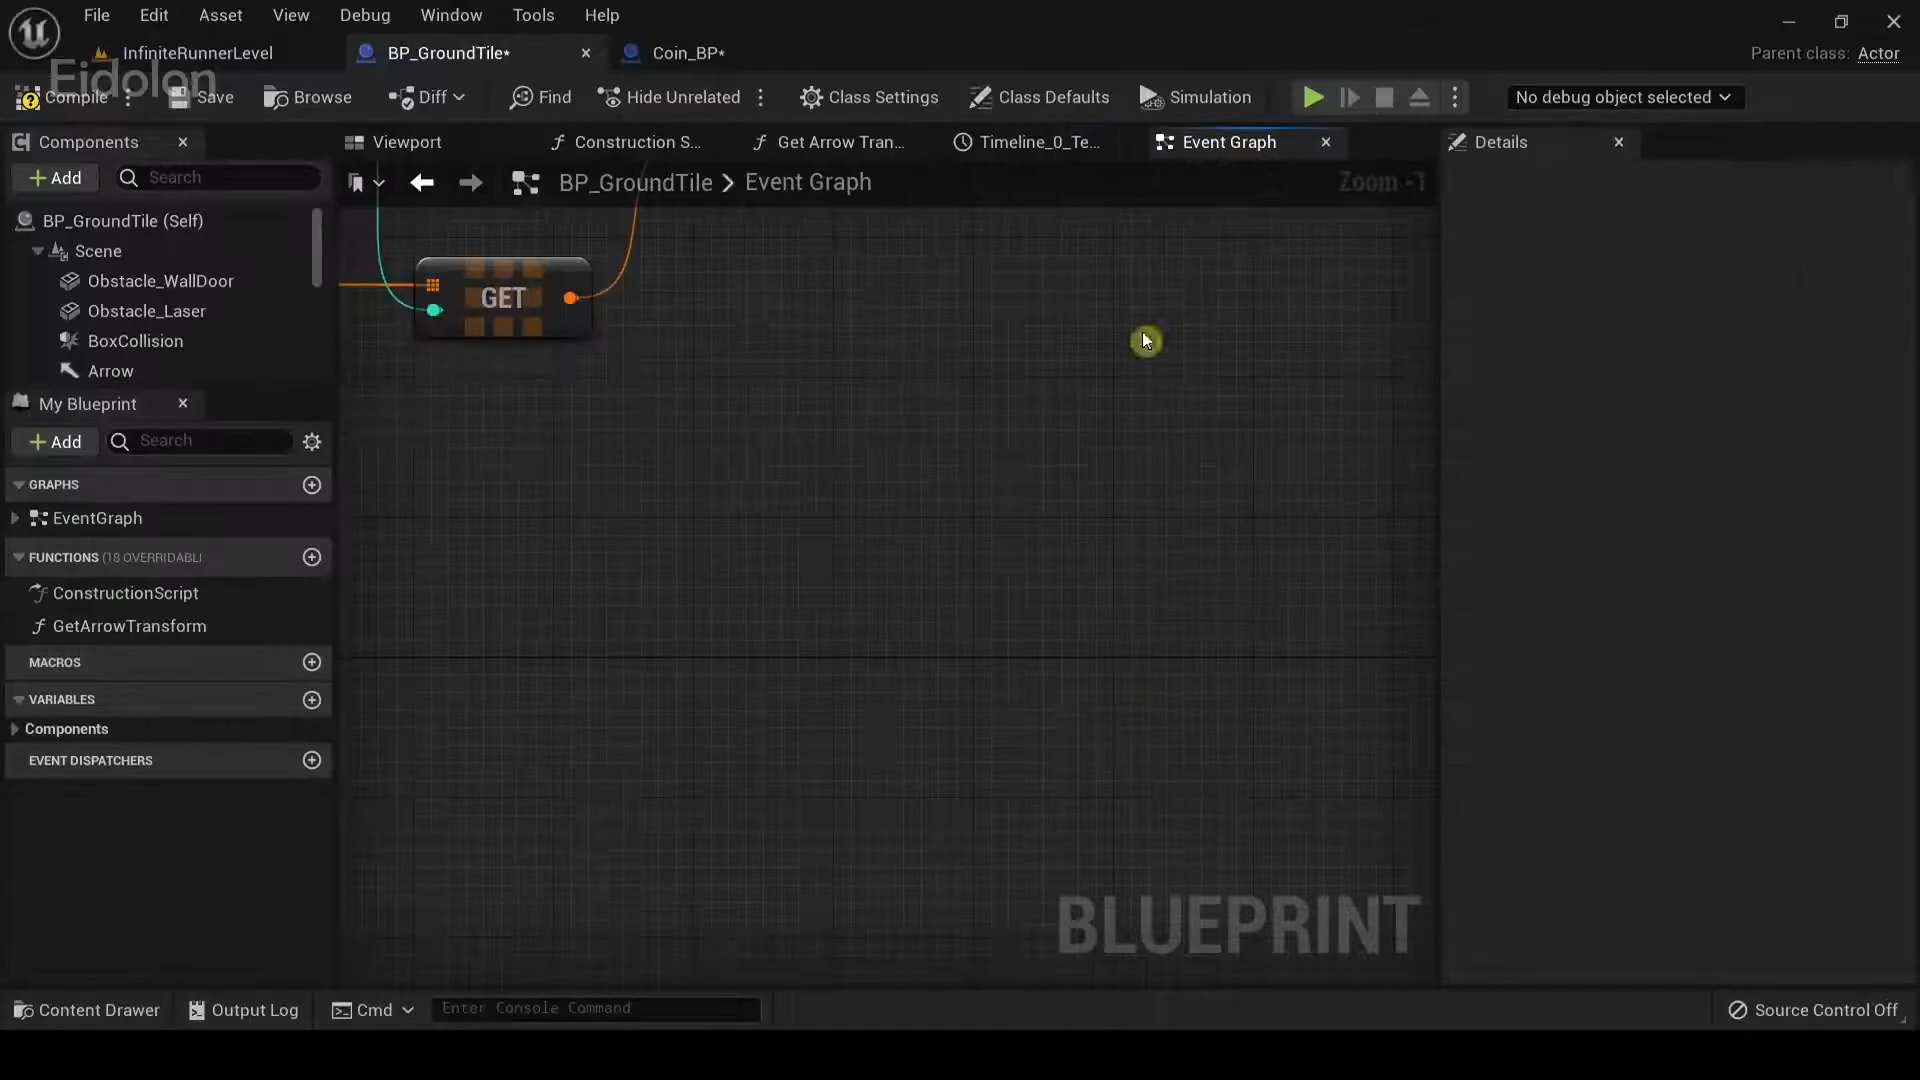 File Edit Asset View Debug Window Tools Help
InfiniteRunnerLevel BP_GroundTile* Coin_BP* Parent class: Actor
Eidolon
Compile Save Browse Diff Find Hide Unrelated Class Settings Class Defaults Simulation No debug object selected
Components Viewport Construction S... Get Arrow Tran... Timeline_0_Te... Event Graph Details
Add Search BP_GroundTile > Event Graph Zoom -1
BP_GroundTile (Self)
Scene
Obstacle_WallDoor
Obstacle_Laser
BoxCollision
Arrow
GET
My Blueprint
Add Search
GRAPHS
EventGraph
FUNCTIONS (18 OVERRIDABL
ConstructionScript
GetArrowTransform
MACROS
VARIABLES
Components
EVENT DISPATCHERS
BLUEPRINT
Content Drawer Output Log Cmd Enter Console Command Source Control Off